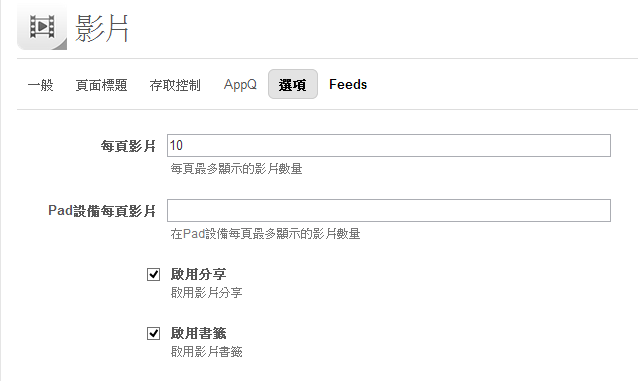 影片
一般 頁面標題 存取控制 AppQ 選項 Feeds
每頁影片 10
每頁最多顯示的影片數量
Pad設備每頁影片
在Pad設備每頁最多顯示的影片數量
啟用分享
啟用影片分享
啟用書籤
啟用影片書籤